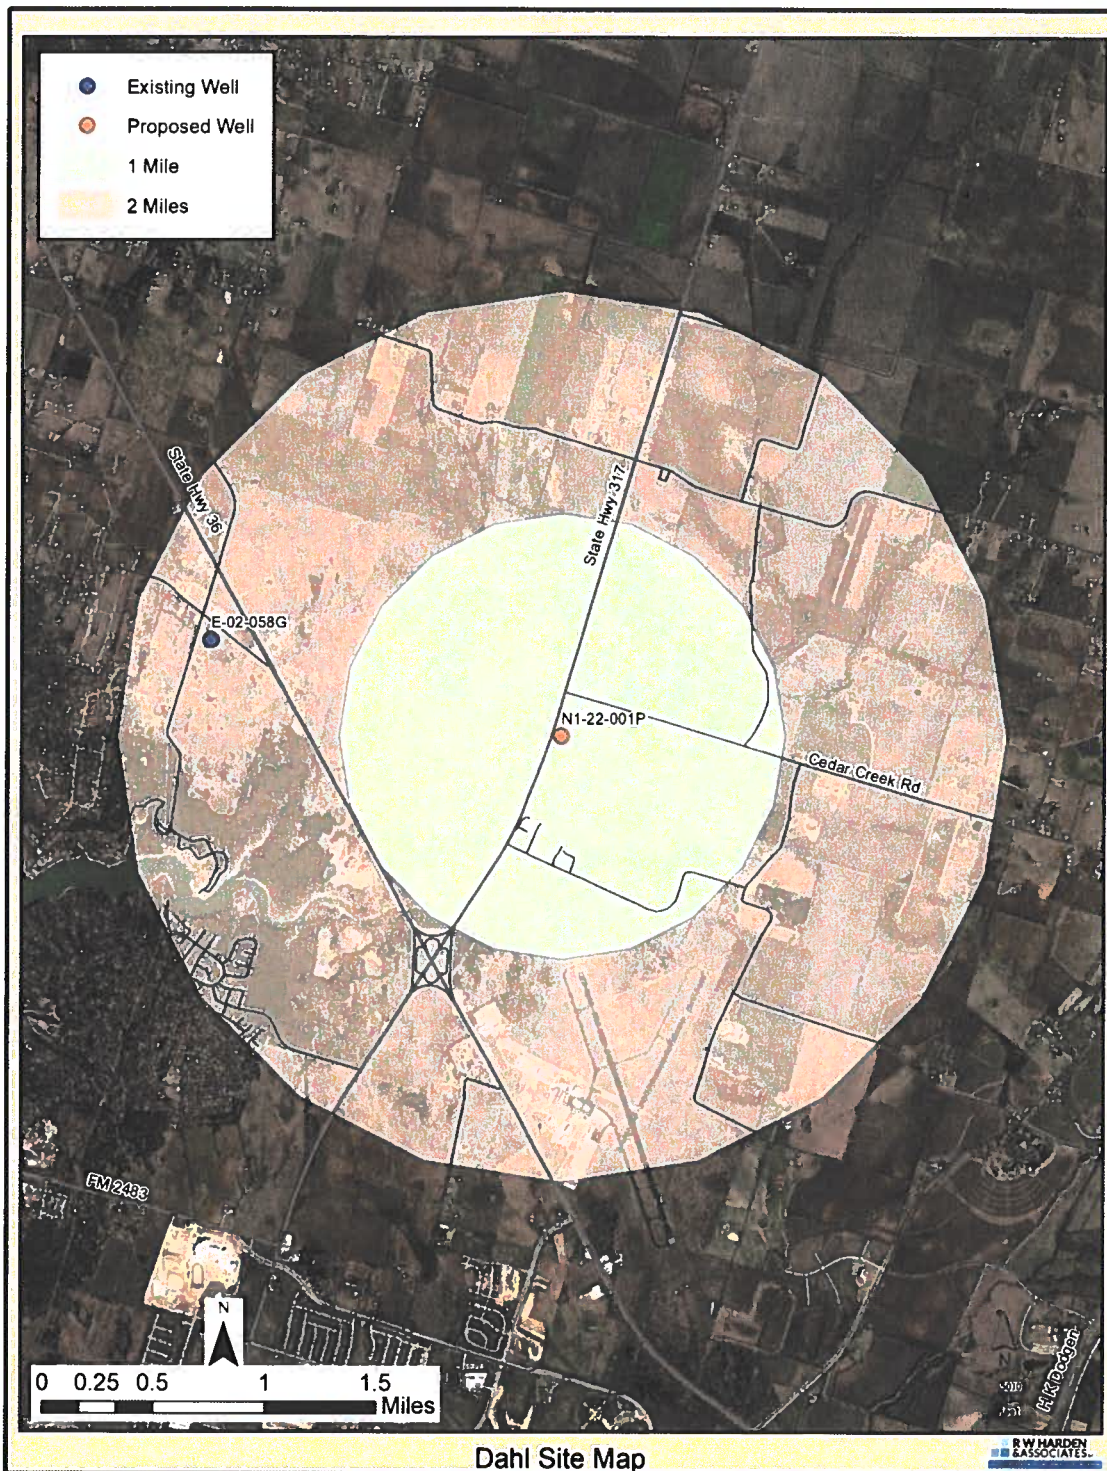 Existing Well
Proposed Well
1 Mile
2 Miles
State Hwy 36
State Hwy 317
E-02-058G
N1-22-001P
Cedar Creek Rd
FM 2483
N
H K Dodgen
0 0.25 0.5 1 1.5
Miles
Dahl Site Map
R W HARDEN
& ASSOCIATES